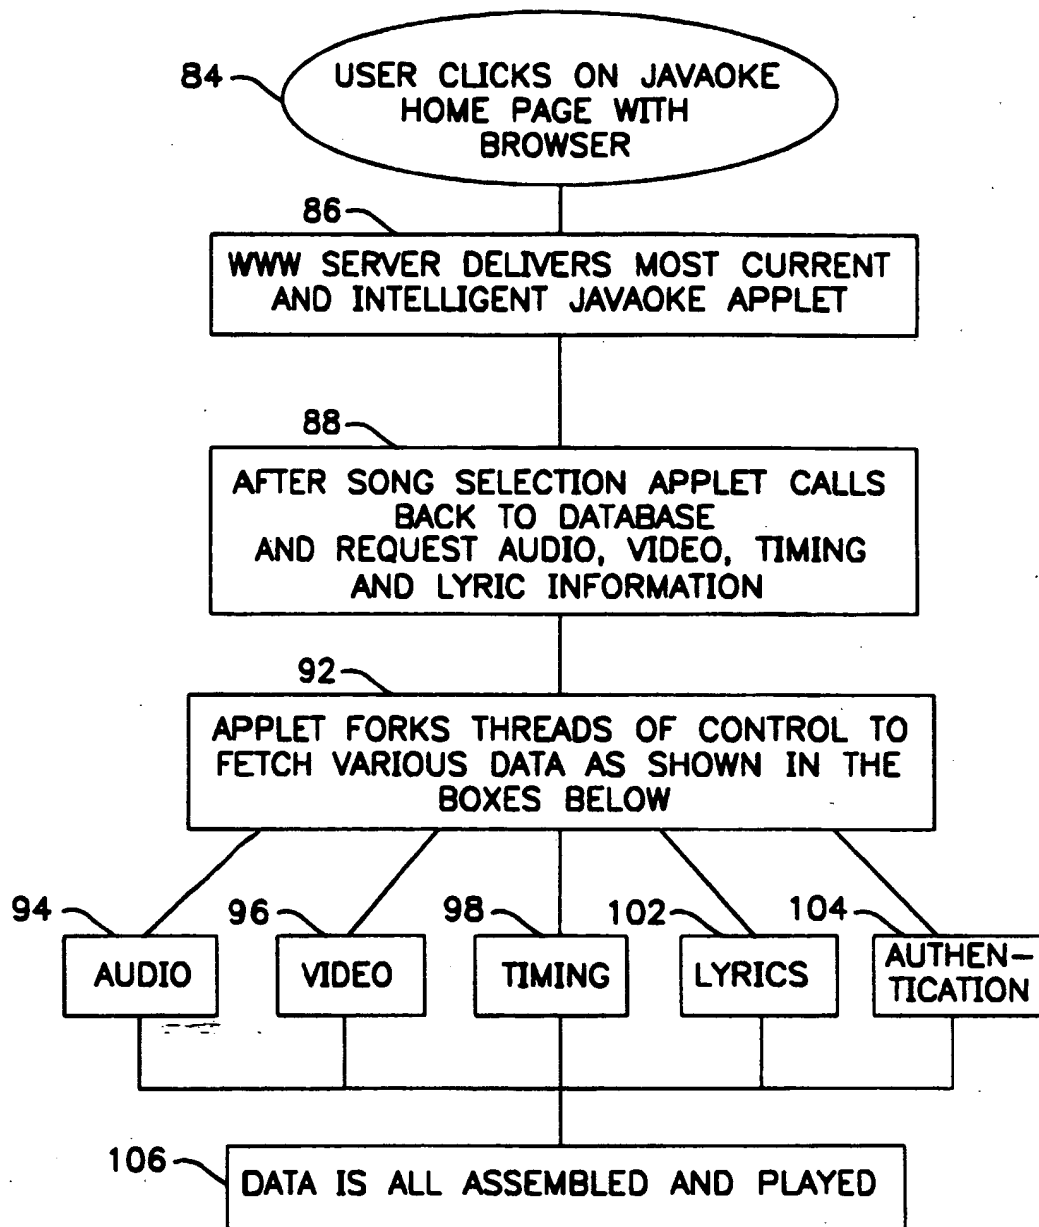 84
USER CLICKS ON JAVAOKE
HOME PAGE WITH
BROWSER
86
WWW SERVER DELIVERS MOST CURRENT
AND INTELLIGENT JAVAOKE APPLET
88
AFTER SONG SELECTION APPLET CALLS
BACK TO DATABASE
AND REQUEST AUDIO, VIDEO, TIMING
AND LYRIC INFORMATION
92
APPLET FORKS THREADS OF CONTROL TO
FETCH VARIOUS DATA AS SHOWN IN THE
BOXES BELOW
94
AUDIO
96
VIDEO
98
TIMING
102
LYRICS
104
AUTHEN-
TICATION
106
DATA IS ALL ASSEMBLED AND PLAYED